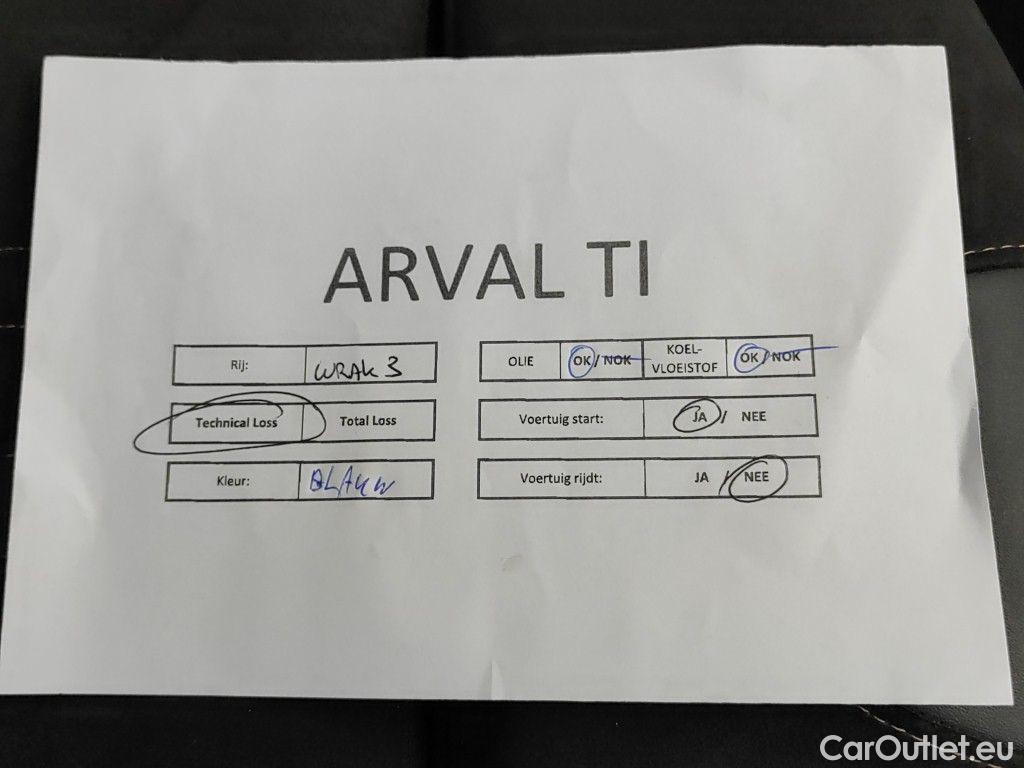 ARVAL TI
Rij: WRAK 3
Technical Loss Total Loss
Kleur: BLAUW
OLIE OK / NOK KOEL-VLOEISTOF OK / NOK
Voertuig start: JA / NEE
Voertuig rijdt: JA / NEE
CarOutlet.eu